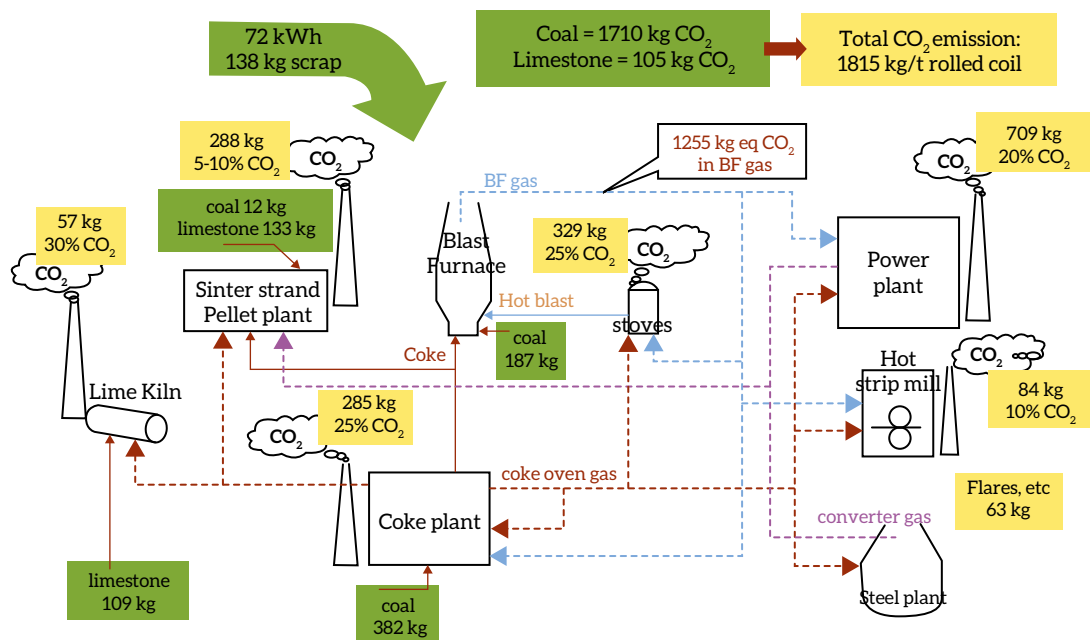 72 kWh
138 kg scrap
Coal = 1710 kg CO₂
Limestone = 105 kg CO₂
Total CO₂ emission:
1815 kg/t rolled coil
288 kg
5-10% CO₂
CO₂
1255 kg eq CO₂
in BF gas
709 kg
20% CO₂
CO₂
BF gas
coal 12 kg
limestone 133 kg
57 kg
30% CO₂
CO₂
329 kg
25% CO₂
CO₂
Blast
Furnace
Power
plant
Sinter strand
Pellet plant
Hot blast
stoves
coal
187 kg
Coke
Hot
strip mill
CO₂
84 kg
10% CO₂
Lime Kiln
285 kg
25% CO₂
CO₂
coke oven gas
Flares, etc
63 kg
Coke plant
converter gas
limestone
109 kg
coal
382 kg
Steel plant